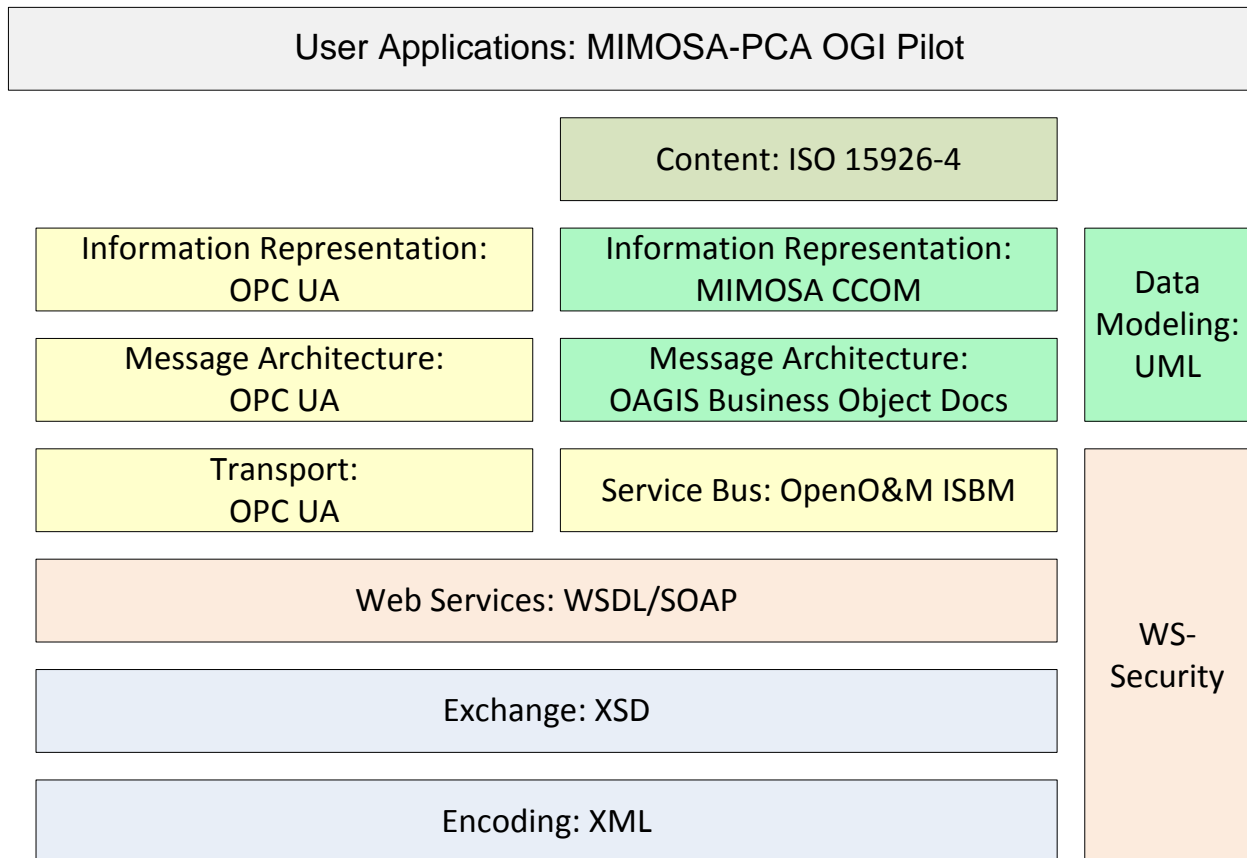 User Applications: MIMOSA-PCA OGI Pilot
Content: ISO 15926-4
Information Representation:
OPC UA
Information Representation:
MIMOSA CCOM
Data
Modeling:
UML
Message Architecture:
OPC UA
Message Architecture:
OAGIS Business Object Docs
Transport:
OPC UA
Service Bus: OpenO&M ISBM
WS-
Security
Web Services: WSDL/SOAP
Exchange: XSD
Encoding: XML